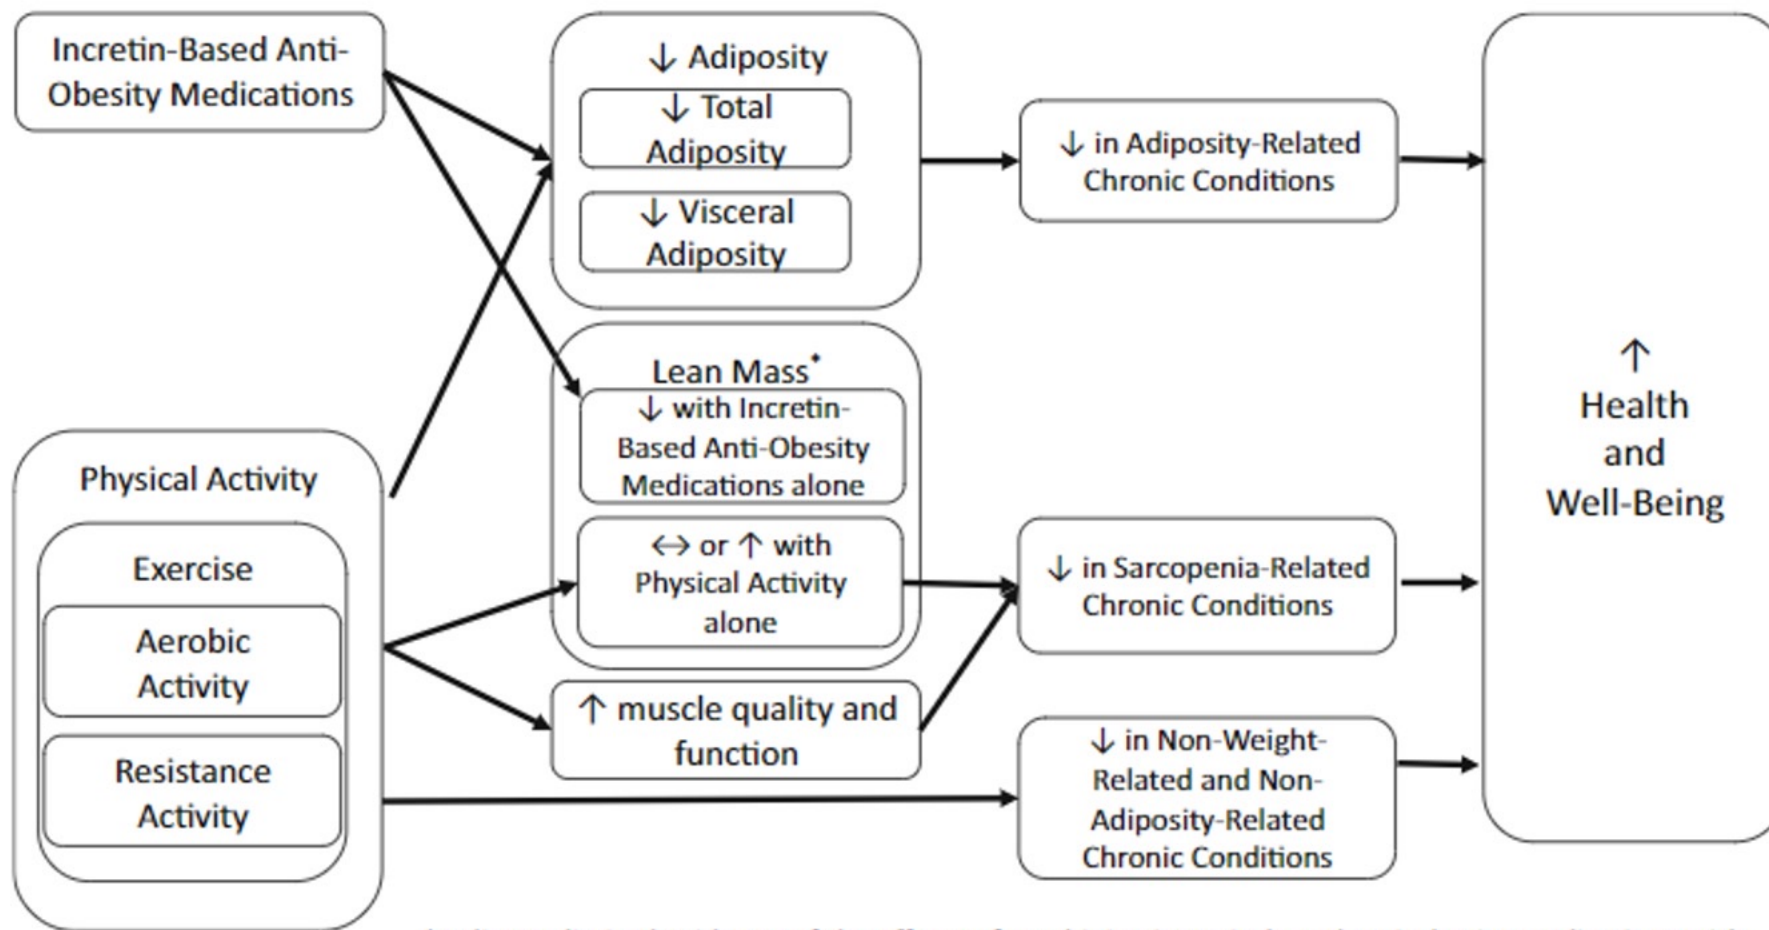 Incretin-Based Anti-
Obesity Medications
↓ Adiposity
↓ Total
Adiposity
↓ Visceral
Adiposity
↓ in Adiposity-Related
Chronic Conditions
Lean Mass*
↓ with Incretin-
Based Anti-Obesity
Medications alone
↔ or ↑ with
Physical Activity
alone
↑ muscle quality and
function
Physical Activity
Exercise
Aerobic
Activity
Resistance
Activity
↓ in Sarcopenia-Related
Chronic Conditions
↓ in Non-Weight-
Related and Non-
Adiposity-Related
Chronic Conditions
↑
Health
and
Well-Being